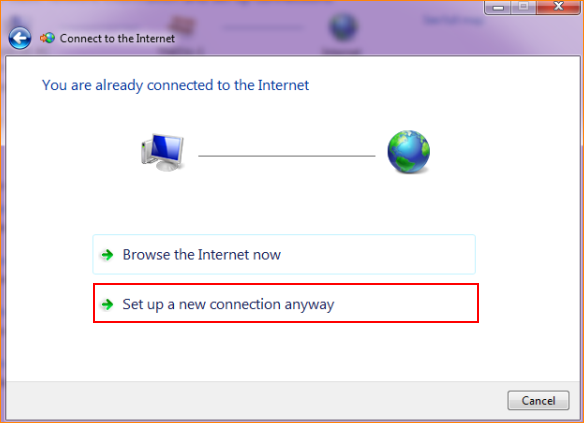 Connect to the Internet
You are already connected to the Internet
Browse the Internet now
Set up a new connection anyway
Cancel